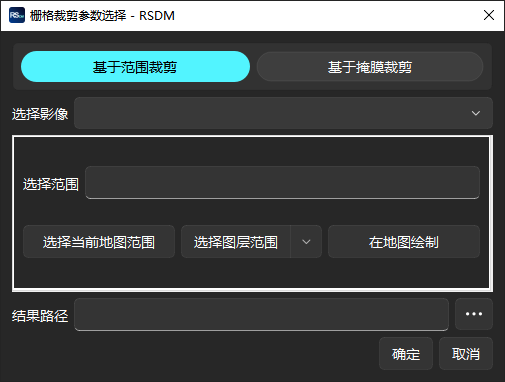 RS 栅格裁剪参数选择 - RSDM
基于范围裁剪 基于掩膜裁剪
选择影像
选择范围
选择当前地图范围 选择图层范围 在地图绘制
结果路径 •••
确定 取消